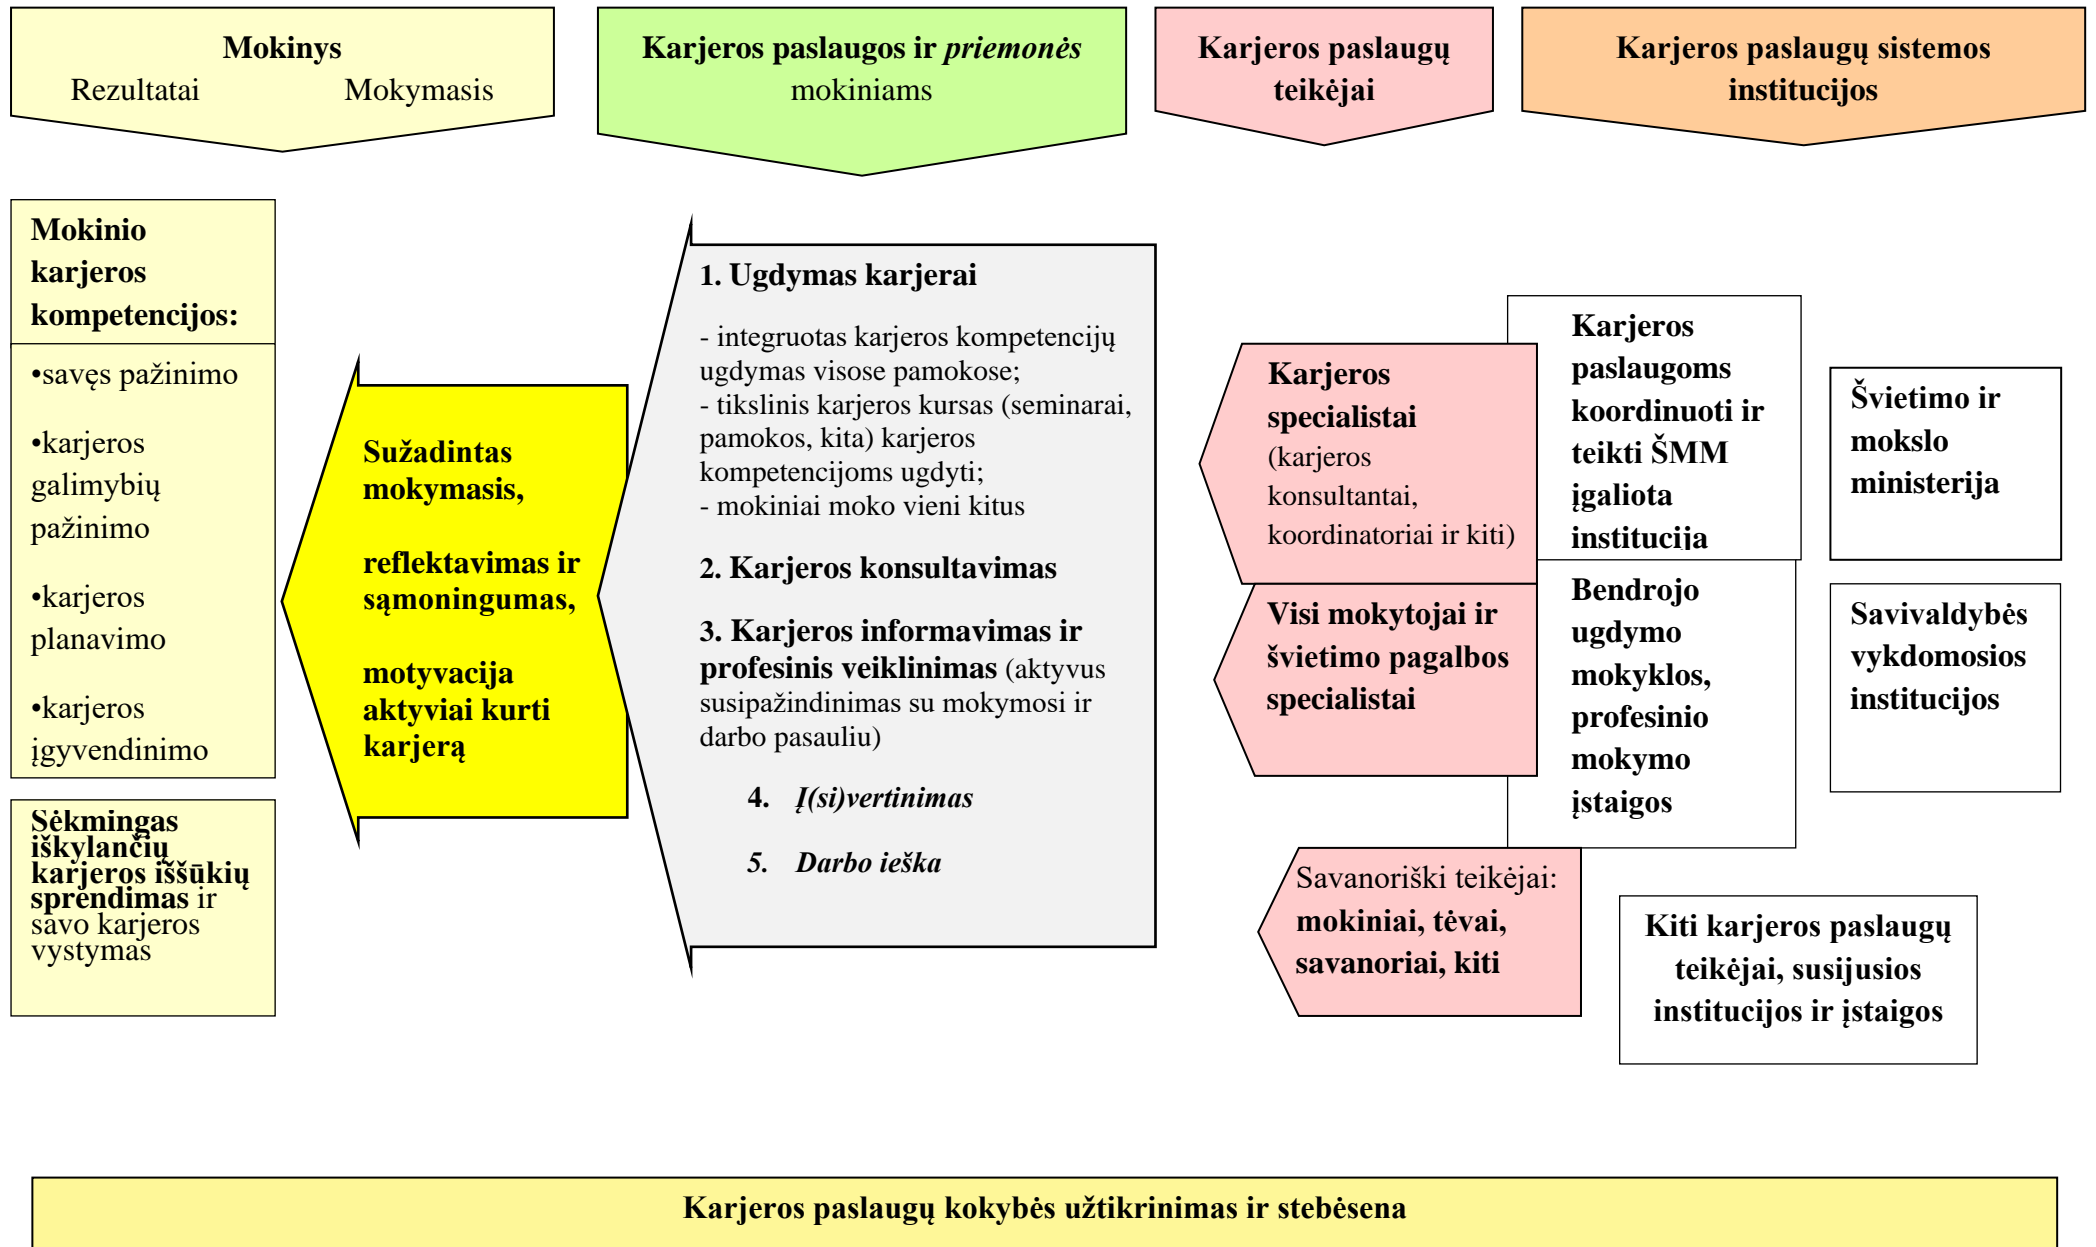 Mokinys
Rezultatai Mokymasis
Karjeros paslaugos ir priemonės
mokiniams
Karjeros paslaugų
teikėjai
Karjeros paslaugų sistemos
institucijos
Mokinio
karjeros
kompetencijos:
•savęs pažinimo
•karjeros
galimybių
pažinimo
•karjeros
planavimo
•karjeros
įgyvendinimo
Sėkmingas
iškylančių
karjeros iššūkių
sprendimas ir
savo karjeros
vystymas
Sužadintas
mokymasis,
reflektavimas ir
sąmoningumas,
motyvacija
aktyviai kurti
karjerą
1. Ugdymas karjerai
- integruotas karjeros kompetencijų
ugdymas visose pamokose;
- tikslinis karjeros kursas (seminarai,
pamokos, kita) karjeros
kompetencijoms ugdyti;
- mokiniai moko vieni kitus
2. Karjeros konsultavimas
3. Karjeros informavimas ir
profesinis veiklinimas (aktyvus
susipažindinimas su mokymosi ir
darbo pasauliu)
4. Į(si)vertinimas
5. Darbo ieška
Karjeros
specialistai
(karjeros
konsultantai,
koordinatoriai ir kiti)
Visi mokytojai ir
švietimo pagalbos
specialistai
Savanoriški teikėjai:
mokiniai, tėvai,
savanoriai, kiti
Karjeros
paslaugoms
koordinuoti ir
teikti ŠMM
įgaliota
institucija
Bendrojo
ugdymo
mokyklos,
profesinio
mokymo
įstaigos
Švietimo ir
mokslo
ministerija
Savivaldybės
vykdomosios
institucijos
Kiti karjeros paslaugų
teikėjai, susijusios
institucijos ir įstaigos
Karjeros paslaugų kokybės užtikrinimas ir stebėsena